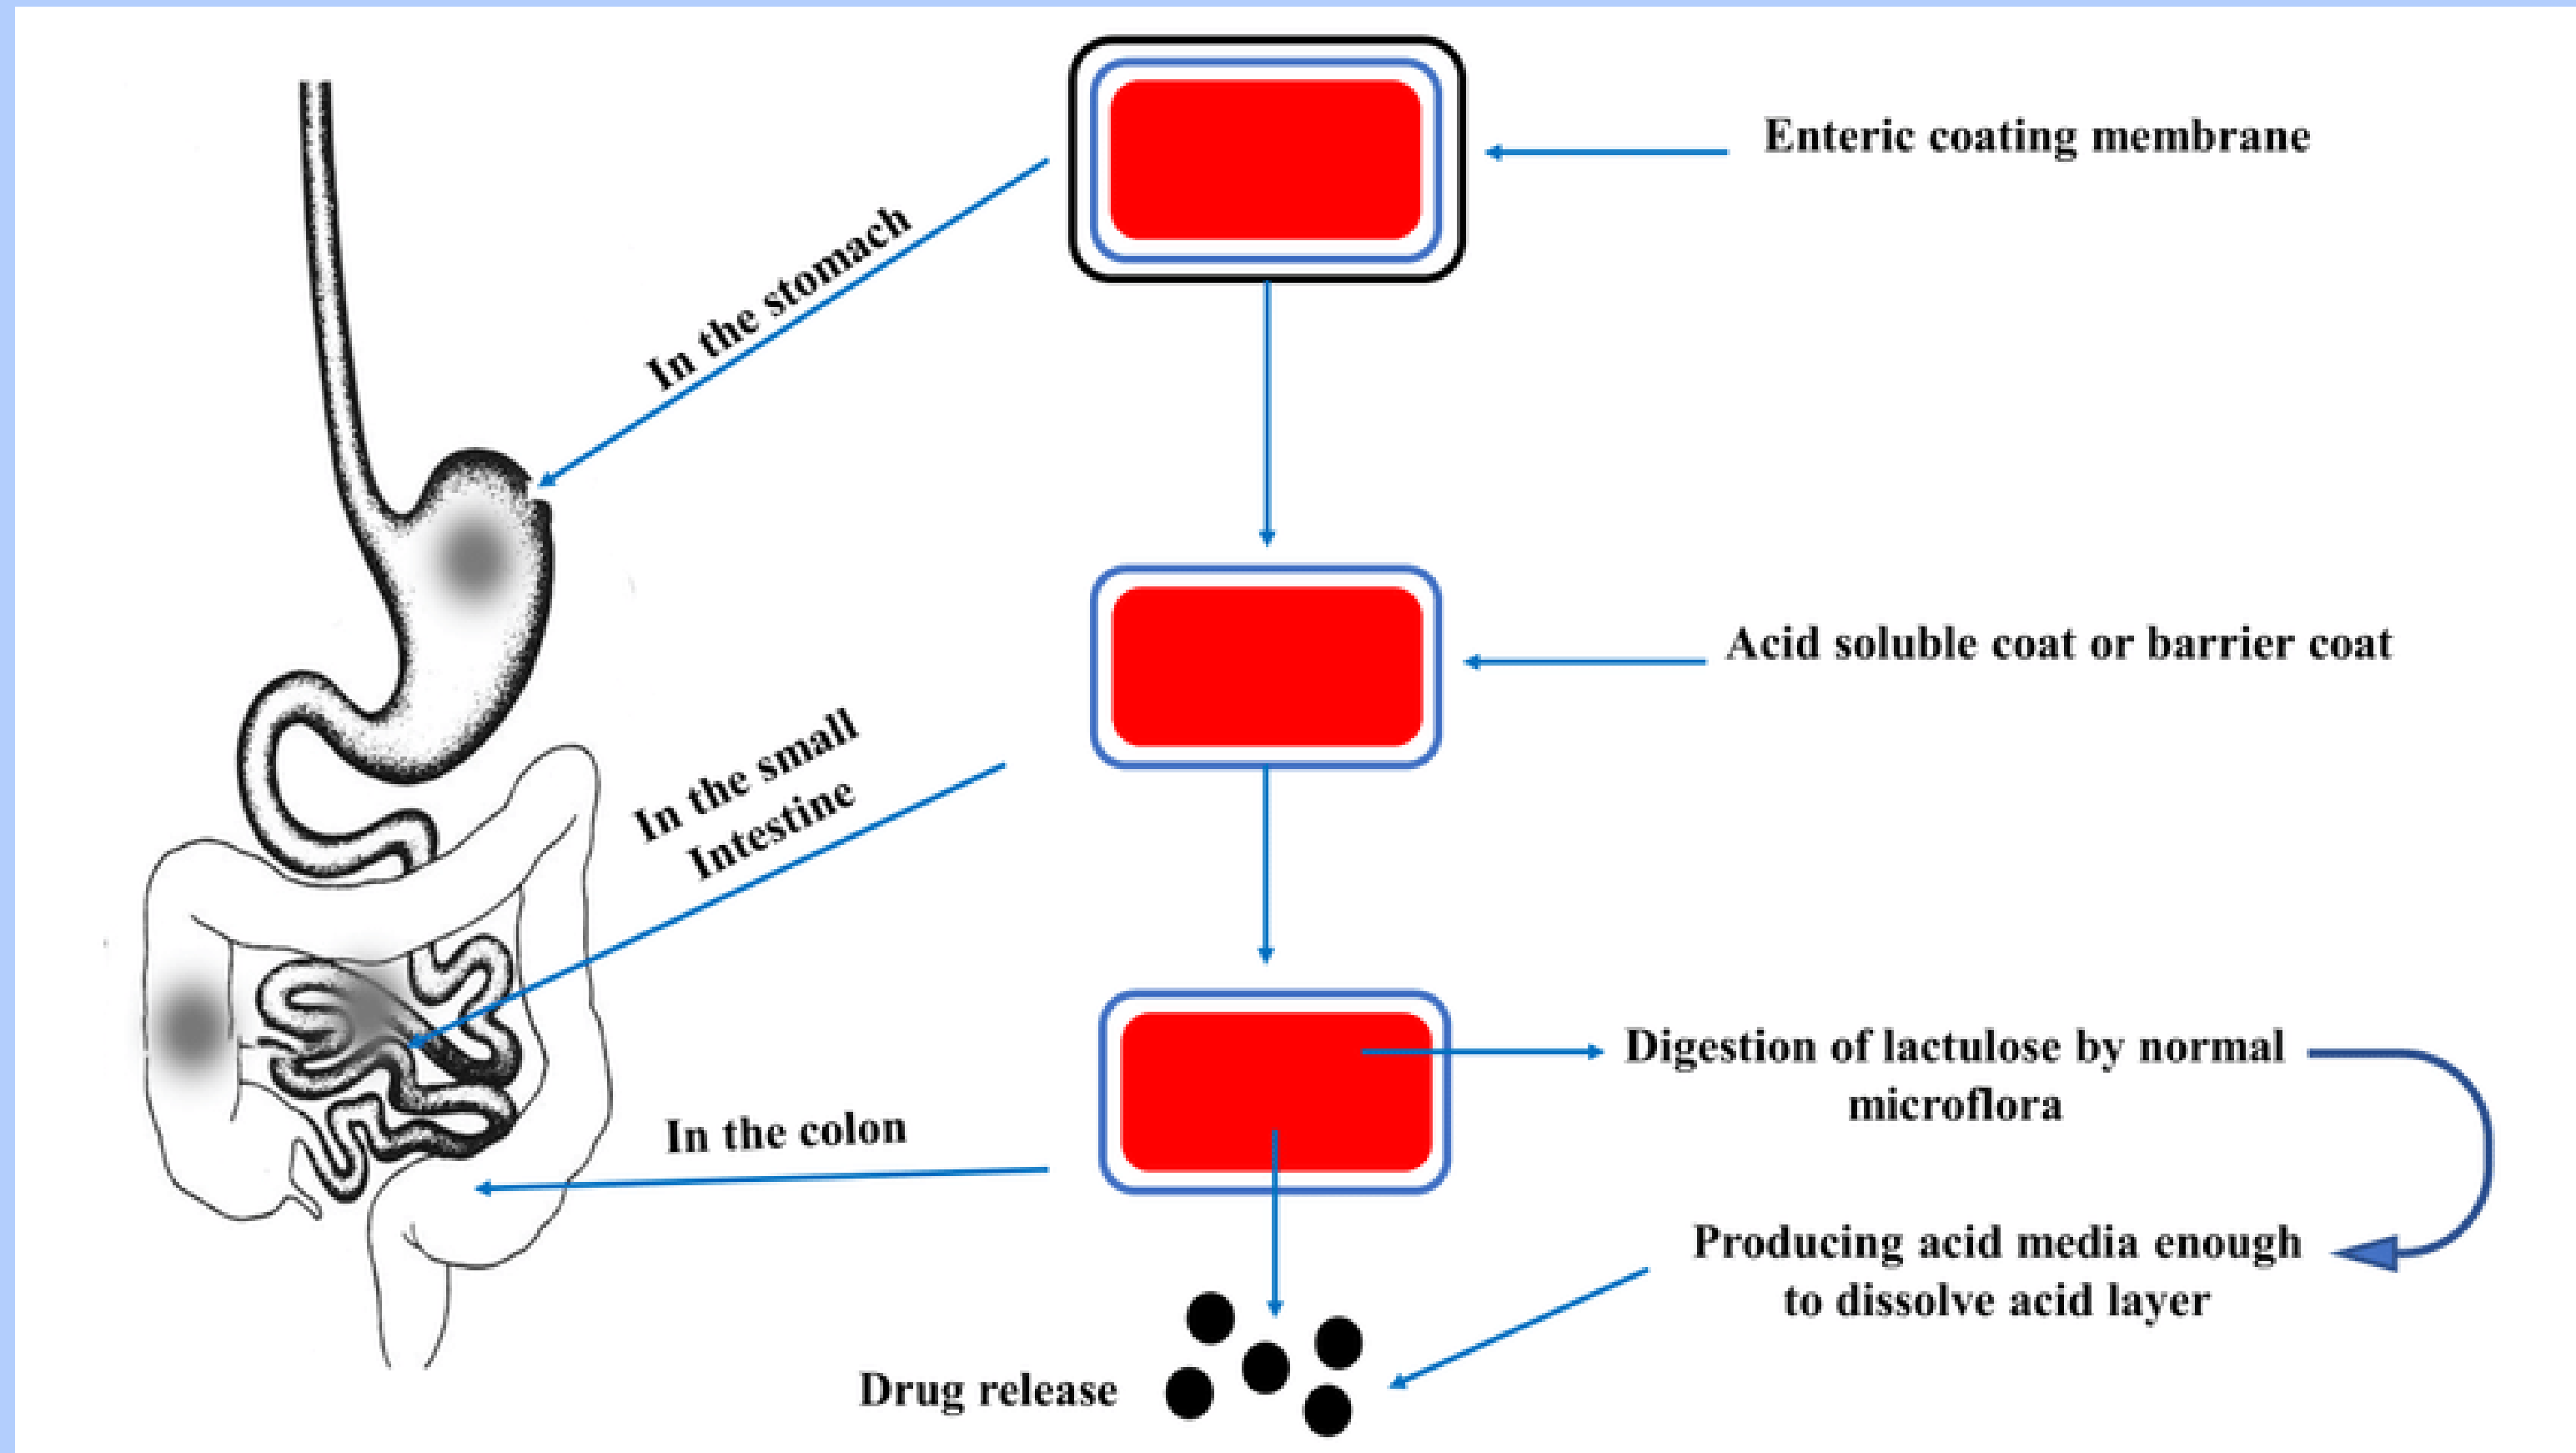 Enteric coating membrane
In the stomach
Acid soluble coat or barrier coat
In the small
Intestine
Digestion of lactulose by normal
microflora
In the colon
Producing acid media enough
to dissolve acid layer
Drug release